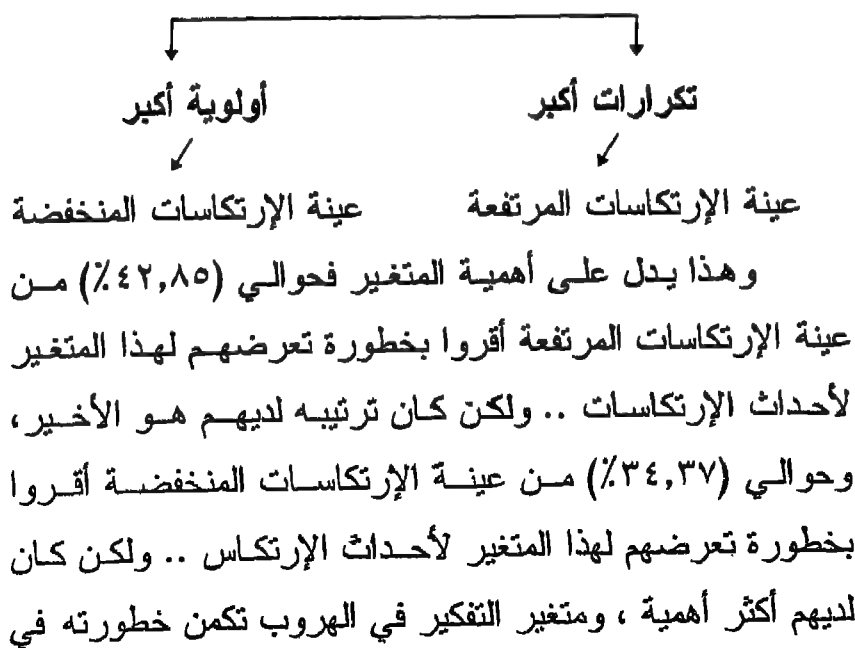 تكرارات أكبر أولوية أكبر
عينة الإرتكاسات المرتفعة عينة الإرتكاسات المنخفضة
وهذا يدل على أهمية المتغير فحوالي (٤٢,٨٥٪) من
عينة الإرتكاسات المرتفعة أقروا بخطورة تعرضهم لهذا المتغير
لأحداث الإرتكاسات .. ولكن كان ترتيبه لديهم هو الأخير،
وحوالي (٣٤,٣٧٪) من عينة الإرتكاسات المنخفضة أقروا
بخطورة تعرضهم لهذا المتغير لأحداث الإرتكاس .. ولكن كان
لديهم أكثر أهمية ، ومتغير التفكير في الهروب تكمن خطورته في